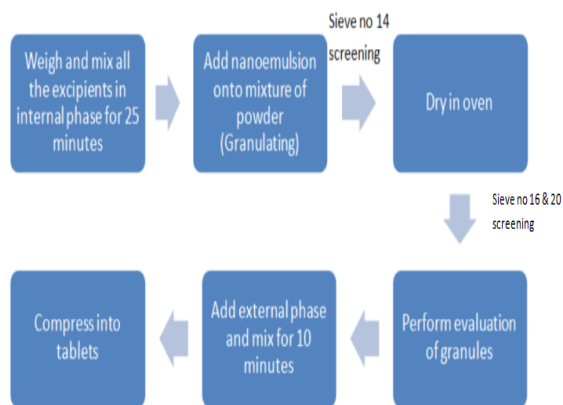 Weigh and mix all
the excipients in
internal phase for 25
minutes
Add nanoemulsion
onto mixture of
powder
(Granulating)
Sieve no 14
screening
Dry in oven
Sieve no 16 & 20
screening
Perform evaluation
of granules
Add external phase
and mix for 10
minutes
Compress into
tablets